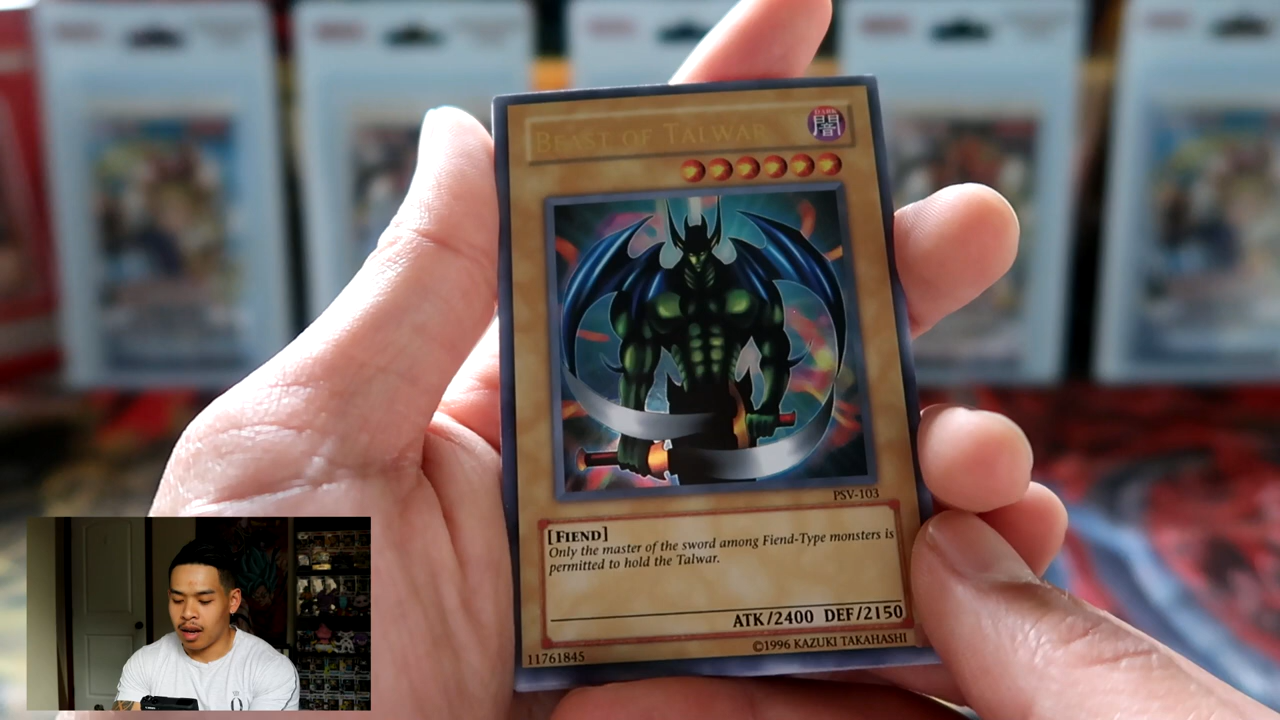 BEAST OF TALWAR
DARK
闇
PSV-103
[FIEND]
Only the master of the sword among Fiend-Type monsters is
permitted to hold the Talwar.
ATK/2400 DEF/2150
11761845
©1996 KAZUKI TAKAHASHI